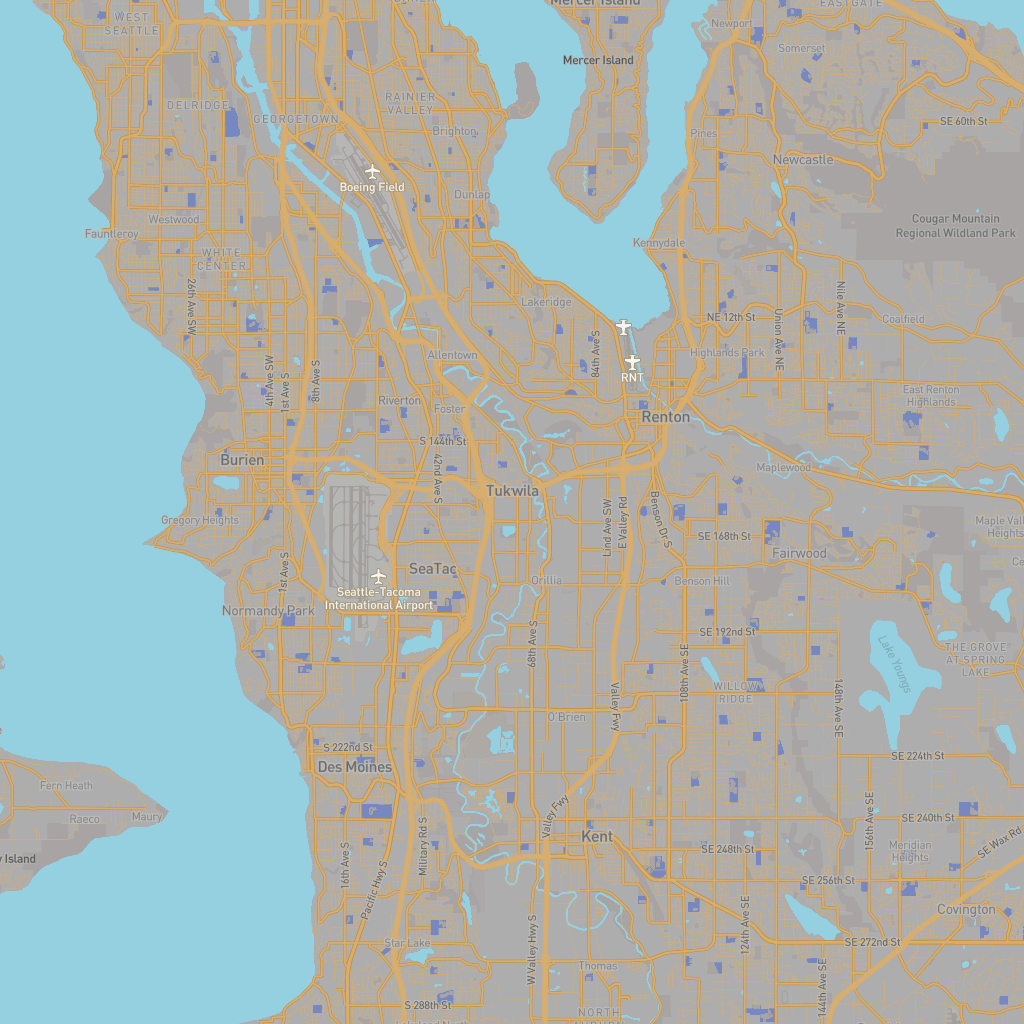 Mercer Island
EASTGATE
WEST
SEATTLE
Newport
Somerset
Mercer Island
DELRIDGE
RAINIER
VALLEY
GEORGETOWN
SE 60th St
Brighton
Pines
Newcastle
Boeing Field
Dunlap
Westwood
Fauntleroy
Cougar Mountain
Regional Wildland Park
Kennydale
WHITE
CENTER
26th Ave SW
Lakeridge
Nile Ave NE
NE 12th St
Union Ave NE
Coalfield
84th Ave S
Allentown
Highlands Park
4th Ave SW
1st Ave S
8th Ave S
RNT
East Renton
Highlands
Riverton
Foster
Renton
S 144th St
Burien
42nd Ave S
Maplewood
Tukwila
Gregory Heights
Lind Ave SW
E Valley Rd
Benson Dr S
SE 168th St
Maple Val
Heights
Fairwood
1st Ave S
SeaTac
Orillia
Benson Hill
Ce
Seattle-Tacoma
International Airport
Normandy Park
68th Ave S
SE 192nd St
Lake Youngs
THE GROVE
AT SPRING
LAKE
108th Ave SE
WILLOW
RIDGE
148th Ave SE
Valley Fwy
O'Brien
S 222nd St
SE 224th St
Des Moines
Fern Heath
Raeco
Maury
Valley Fwy
SE 240th St
156th Ave SE
Military Rd S
Kent
SE 248th St
Meridian
Heights
SE Wax Rd
y Island
16th Ave S
SE 256th St
Pacific Hwy S
124th Ave SE
Covington
W Valley Hwy S
Star Lake
SE 272nd St
Thomas
144th Ave SE
S 288th St
NORTH